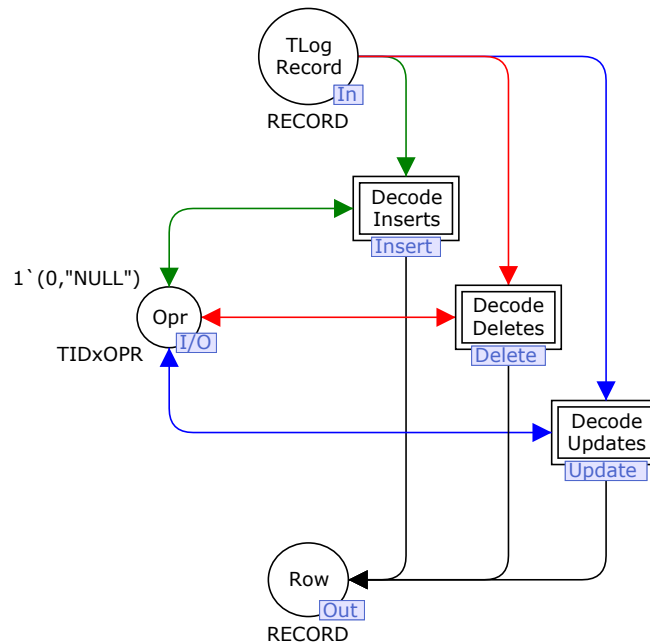 TLog
Record
In
RECORD
Decode
Inserts
Insert
1`(0,"NULL")
Opr
I/O
TIDxOPR
Decode
Deletes
Delete
Decode
Updates
Update
Row
Out
RECORD